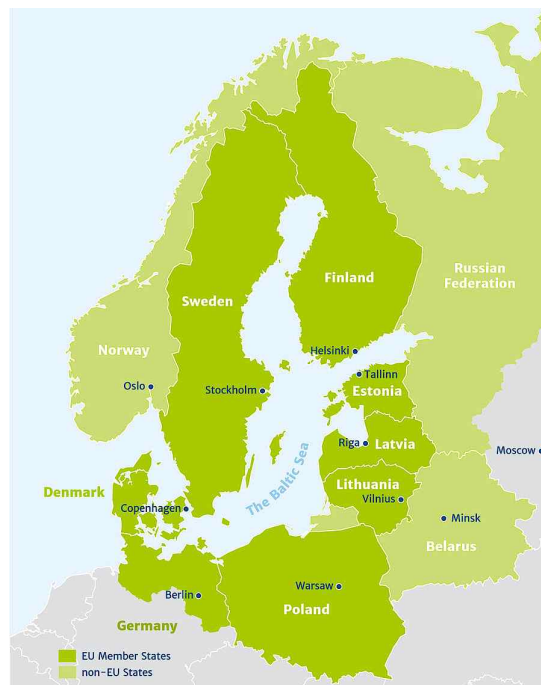 Finland
Russian
Federation
Sweden
Norway
Helsinki
Tallinn
Oslo
Stockholm
Estonia
Riga
Latvia
Moscow
The Baltic Sea
Lithuania
Denmark
Vilnius
Copenhagen
Minsk
Belarus
Warsaw
Berlin
Poland
Germany
EU Member States
non-EU States